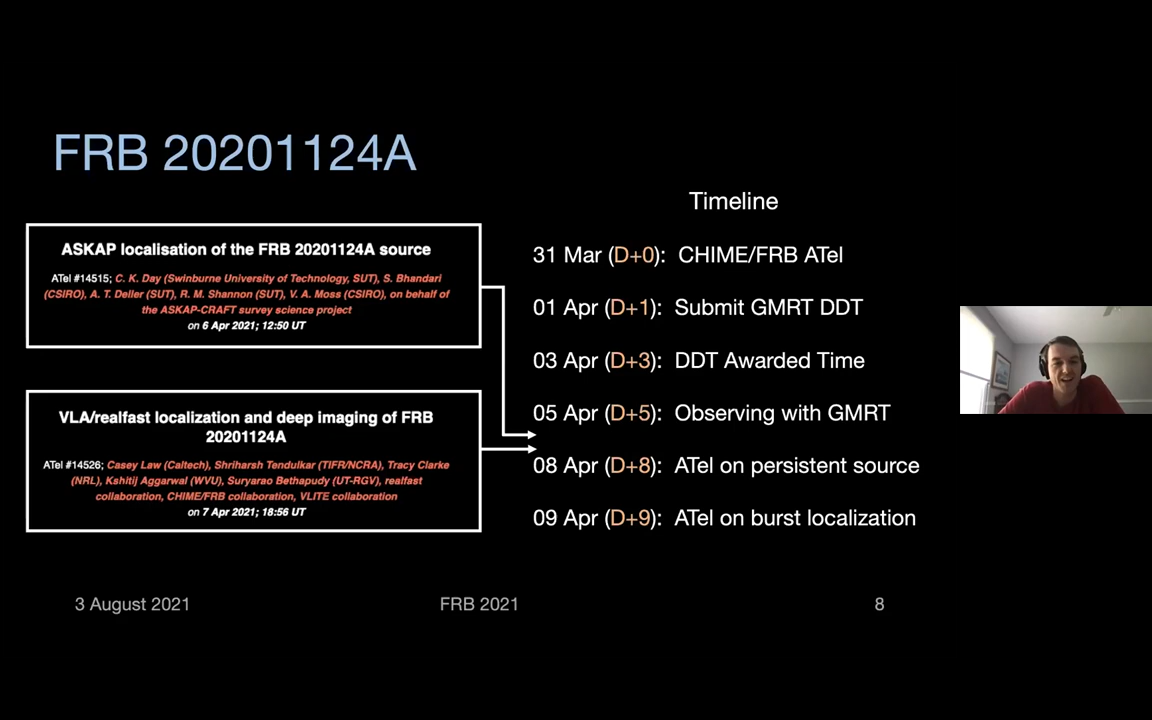 FRB 20201124A
ASKAP localisation of the FRB 20201124A source
ATel #14515; C. K. Day (Swinburne University of Technology, SUT), S. Bhandari
(CSIRO), A. T. Deller (SUT), R. M. Shannon (SUT), V. A. Moss (CSIRO), on behalf of
the ASKAP-CRAFT survey science project
on 6 Apr 2021; 12:50 UT
VLA/realfast localization and deep imaging of FRB
20201124A
ATel #14526; Casey Law (Caltech), Shriharsh Tendulkar (TIFR/NCRA), Tracy Clarke
(NRL), Kshitij Aggarwal (WVU), Suryarao Bethapudy (UT-RGV), realfast
collaboration, CHIME/FRB collaboration, VLITE collaboration
on 7 Apr 2021; 18:56 UT
Timeline
31 Mar (D+0): CHIME/FRB ATel
01 Apr (D+1): Submit GMRT DDT
03 Apr (D+3): DDT Awarded Time
05 Apr (D+5): Observing with GMRT
08 Apr (D+8): ATel on persistent source
09 Apr (D+9): ATel on burst localization
3 August 2021
FRB 2021
8